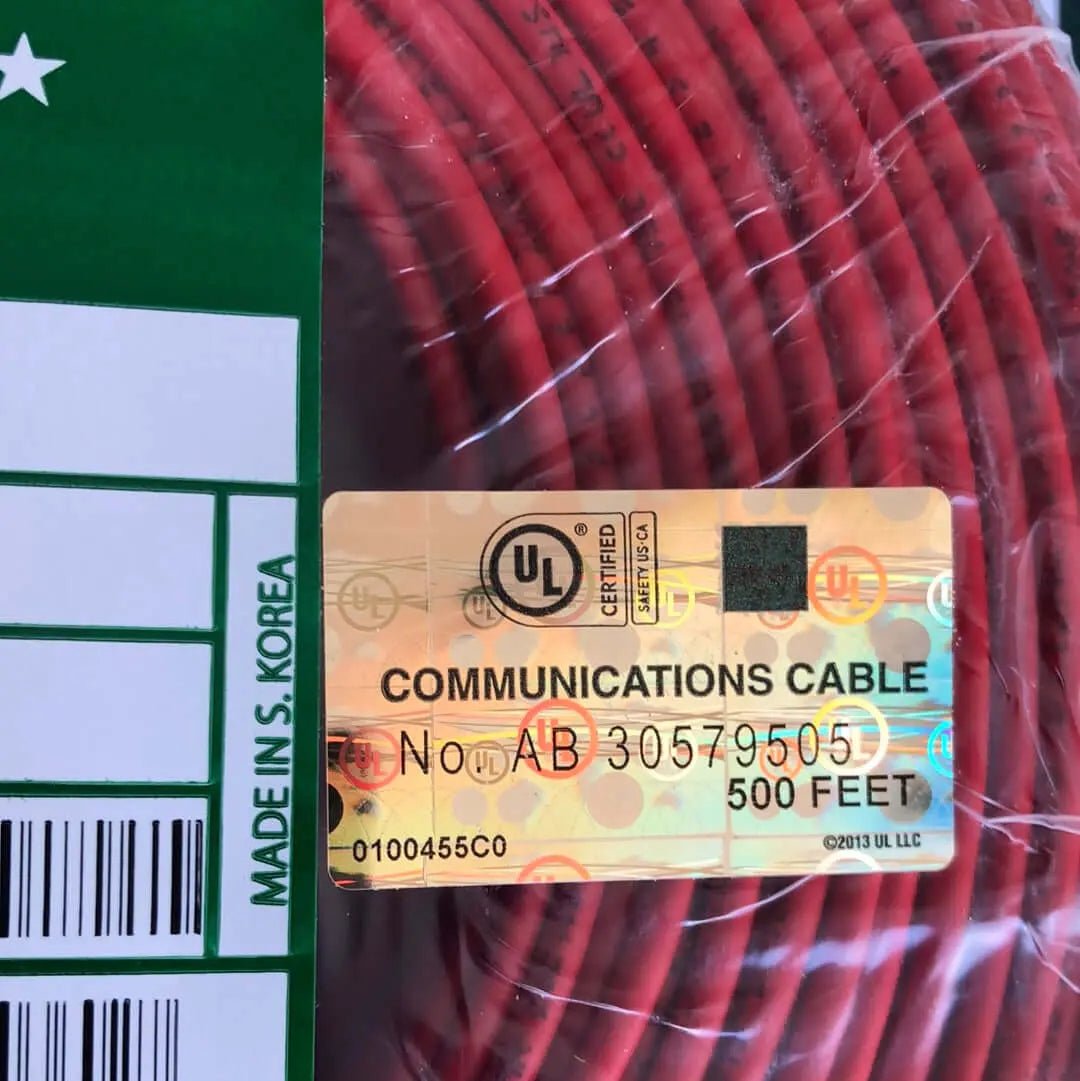 MADE IN S. KOREA
UL®
CERTIFIED
SAFETY US·CA
COMMUNICATIONS CABLE
No. AB 30579505
500 FEET
0100455C0
©2013 UL LLC